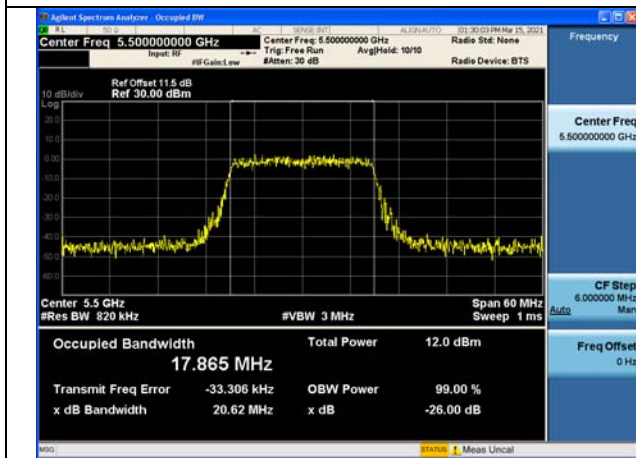 Agilent Spectrum Analyzer - Occupied BW
RL 50 Ω AC SENSE:INT ALIGNAUTO 01:30:03 PM Mar 15, 2021
Center Freq 5.500000000 GHz
Center Freq: 5.500000000 GHz
Radio Std: None
Input: RF
Trig: Free Run Avg|Hold: 10/10
#IFGain:Low
#Atten: 30 dB
Radio Device: BTS
Ref Offset 11.5 dB
10 dB/div Ref 30.00 dBm
Log
20.0
10.0
0.00
-10.0
-20.0
-30.0
-40.0
-50.0
-60.0
Center 5.5 GHz
Span 60 MHz
#Res BW 820 kHz
#VBW 3 MHz
Sweep 1 ms
Occupied Bandwidth
Total Power 12.0 dBm
17.865 MHz
Transmit Freq Error -33.306 kHz OBW Power 99.00 %
x dB Bandwidth 20.62 MHz x dB -26.00 dB
MSG
STATUS Meas Uncal
Frequency
Center Freq
5.500000000 GHz
CF Step
6.000000 MHz
Auto Man
Freq Offset
0 Hz